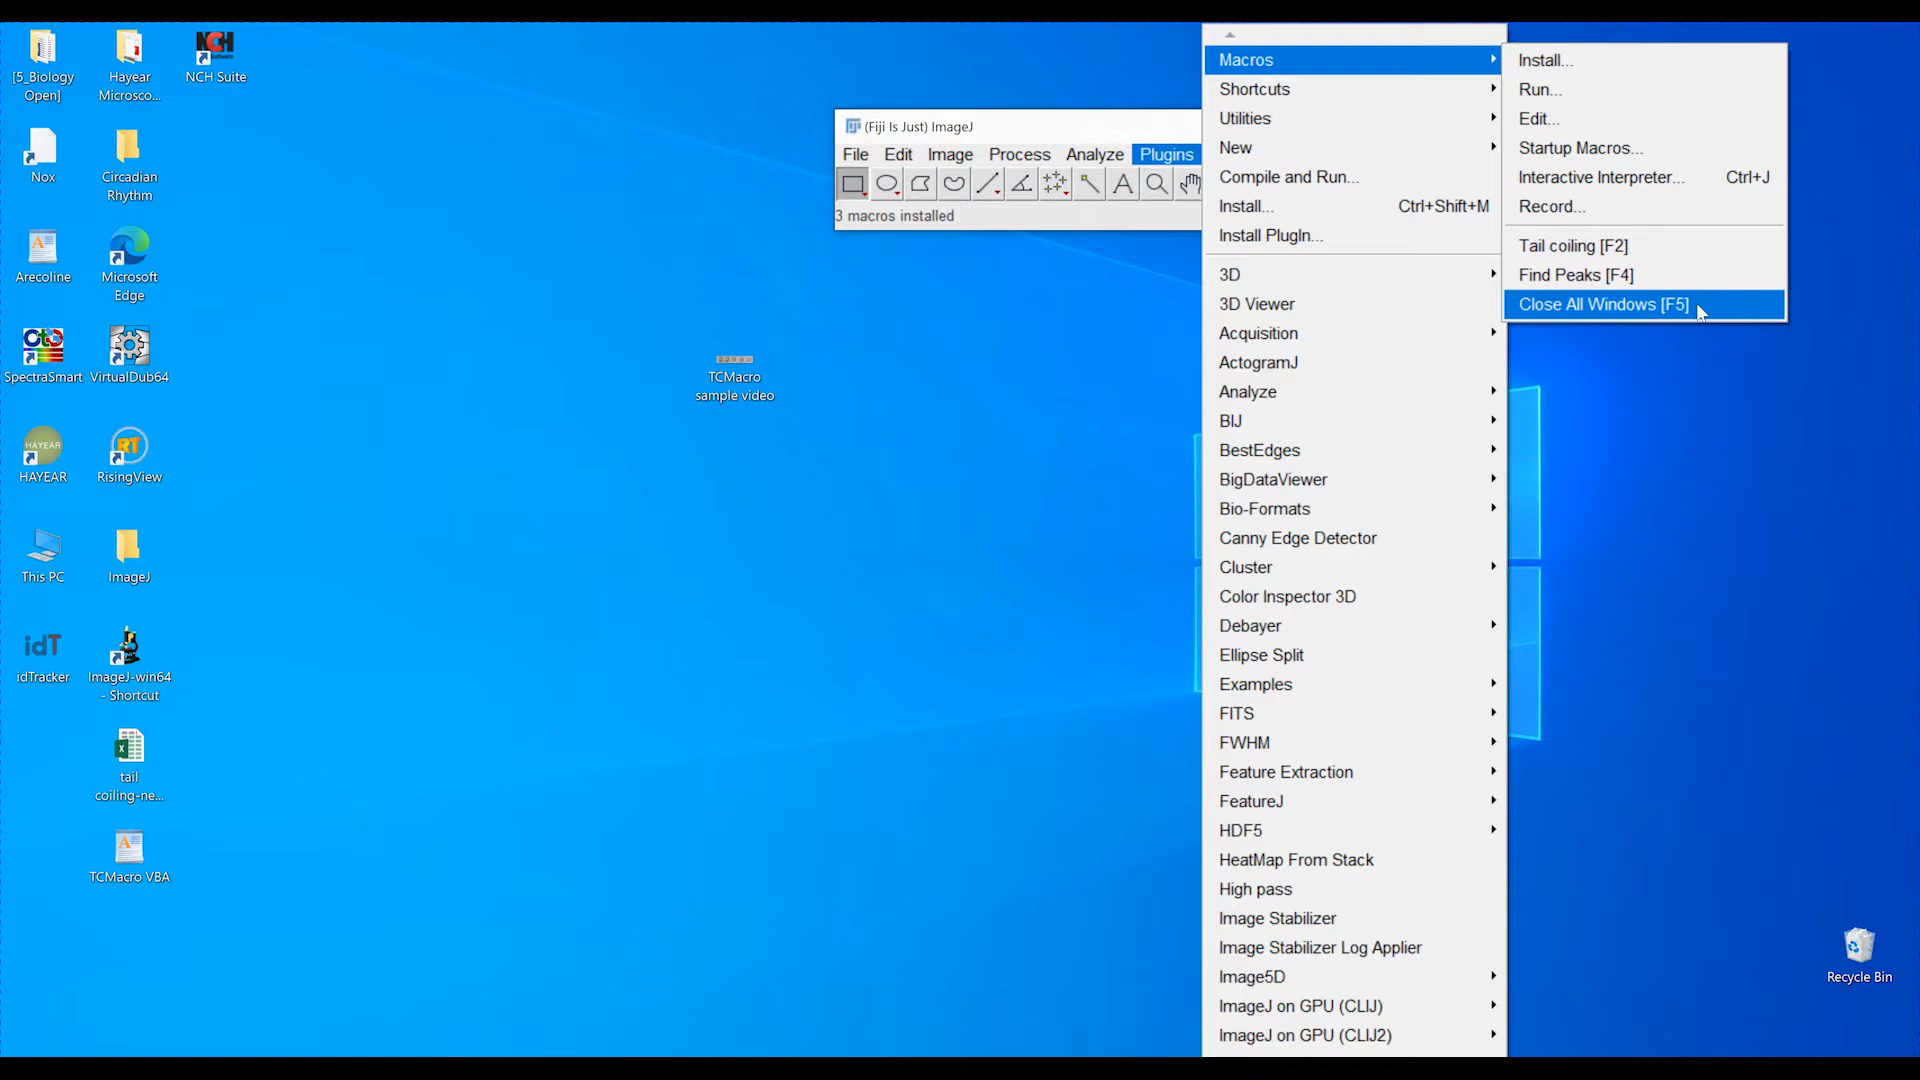 [5_Biology
Open]
Hayear
Microsco...
NCH
NCH Suite
Nox
Circadian
Rhythm
Arecoline
Microsoft
Edge
SpectraSmart
VirtualDub64
HAYEAR
HAYEAR
RT
RisingView
This PC
ImageJ
idT
idTracker
ImageJ-win64
- Shortcut
tail
coiling-ne...
TCMacro VBA
TCMacro
sample video
(Fiji Is Just) ImageJ
File Edit Image Process Analyze Plugins
3 macros installed
Macros
Shortcuts
Utilities
New
Compile and Run...
Install... Ctrl+Shift+M
Install PlugIn...
3D
3D Viewer
Acquisition
ActogramJ
Analyze
BIJ
BestEdges
BigDataViewer
Bio-Formats
Canny Edge Detector
Cluster
Color Inspector 3D
Debayer
Ellipse Split
Examples
FITS
FWHM
Feature Extraction
FeatureJ
HDF5
HeatMap From Stack
High pass
Image Stabilizer
Image Stabilizer Log Applier
Image5D
ImageJ on GPU (CLIJ)
ImageJ on GPU (CLIJ2)
Install...
Run...
Edit...
Startup Macros...
Interactive Interpreter... Ctrl+J
Record...
Tail coiling [F2]
Find Peaks [F4]
Close All Windows [F5]
Recycle Bin